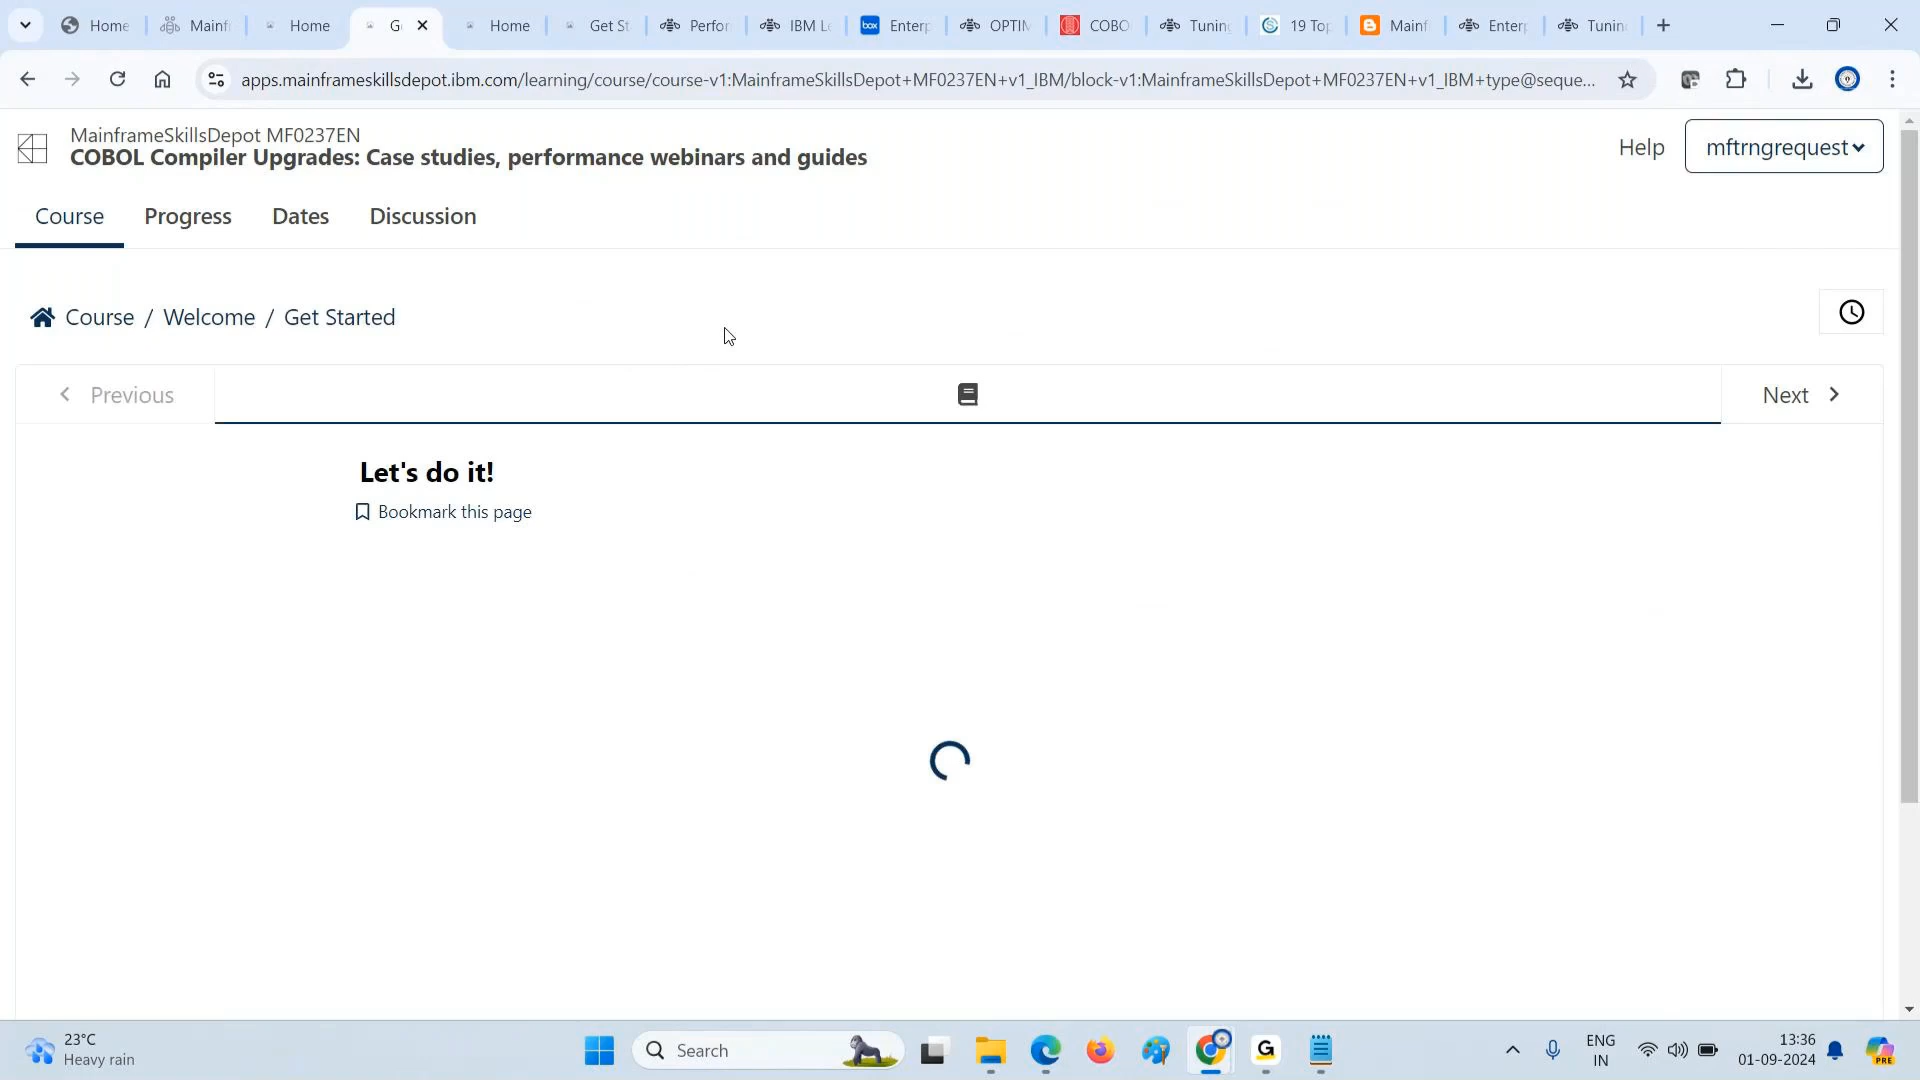 Home
Mainf
Home
G
Home
Get St
Perfor
IBM Le
Enterp
OPTIM
COBO
Tuning
19 Top
Mainf
Enterp
Tunin
apps.mainframeskillsdepot.ibm.com/learning/course/course-v1:MainframeSkillsDepot+MF0237EN+v1_IBM/block-v1:MainframeSkillsDepot+MF0237EN+v1_IBM+type@seque...
MainframeSkillsDepot MF0237EN
COBOL Compiler Upgrades: Case studies, performance webinars and guides
Help
mftrngrequest
Course
Progress
Dates
Discussion
Course / Welcome / Get Started
Previous
Next
Let's do it!
Bookmark this page
23°C
Heavy rain
Search
ENG
IN
13:36
01-09-2024